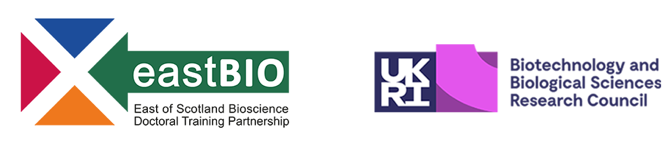 eastBIO
East of Scotland Bioscience
Doctoral Training Partnership
UK
RI
Biotechnology and
Biological Sciences
Research Council